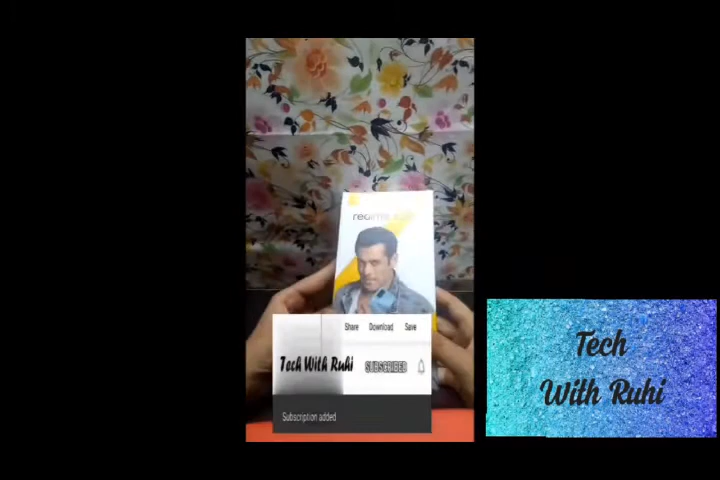 realme
Share Download Save
Tech With Ruhi SUBSCRIBED
Subscription added
Tech
With Ruhi